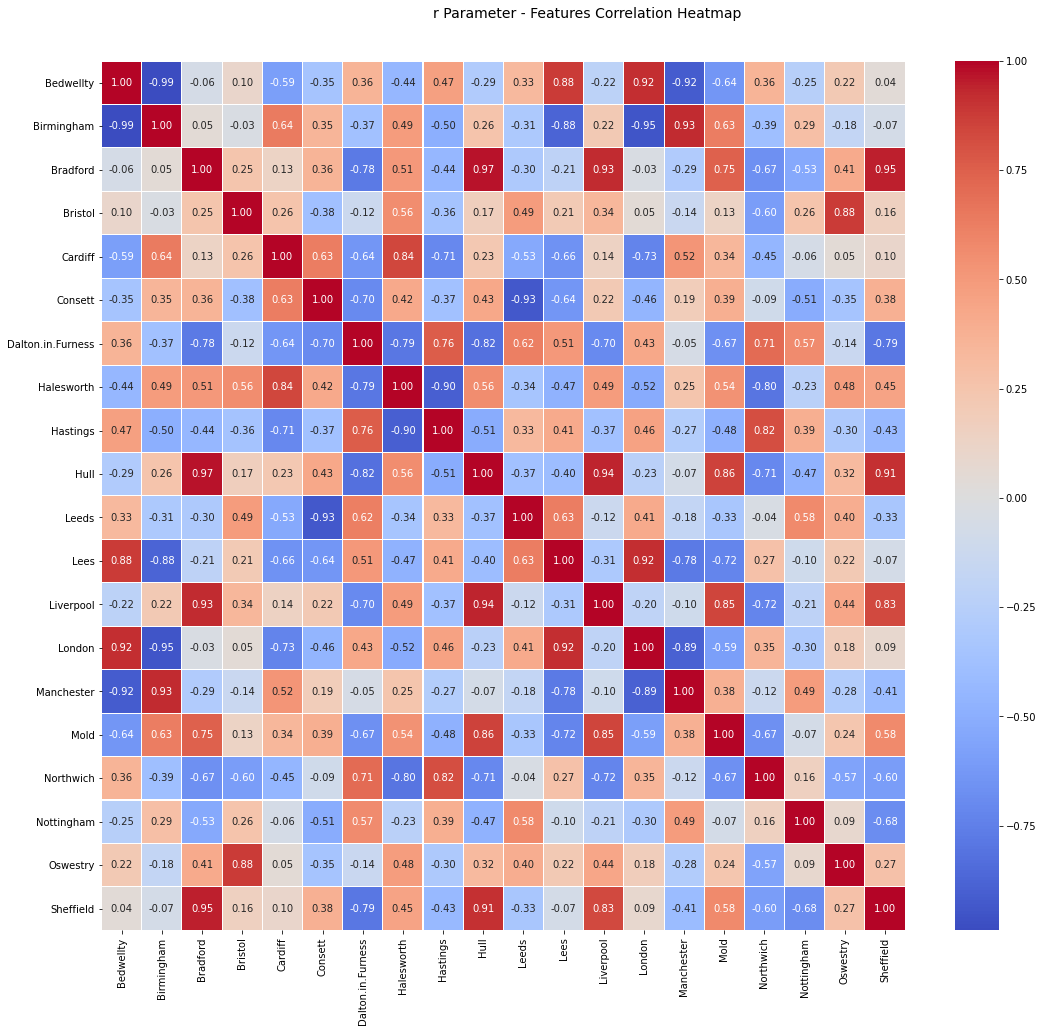 r Parameter - Features Correlation Heatmap
Bedwellty 1.00 -0.99 -0.06 0.10 -0.59 -0.35 0.36 -0.44 0.47 -0.29 0.33 0.88 -0.22 0.92 -0.92 -0.64 0.36 -0.25 0.22 0.04
Birmingham -0.99 1.00 0.05 -0.03 0.64 0.35 -0.37 0.49 -0.50 0.26 -0.31 -0.88 0.22 -0.95 0.93 0.63 -0.39 0.29 -0.18 -0.07
Bradford -0.06 0.05 1.00 0.25 0.13 0.36 -0.78 0.51 -0.44 0.97 -0.30 -0.21 0.93 -0.03 -0.29 0.75 -0.67 -0.53 0.41 0.95
Bristol 0.10 -0.03 0.25 1.00 0.26 -0.38 -0.12 0.56 -0.36 0.17 0.49 0.21 0.34 0.05 -0.14 0.13 -0.60 0.26 0.88 0.16
Cardiff -0.59 0.64 0.13 0.26 1.00 0.63 -0.64 0.84 -0.71 0.23 -0.53 -0.66 0.14 -0.73 0.52 0.34 -0.45 -0.06 0.05 0.10
Consett -0.35 0.35 0.36 -0.38 0.63 1.00 -0.70 0.42 -0.37 0.43 -0.93 -0.64 0.22 -0.46 0.19 0.39 -0.09 -0.51 -0.35 0.38
Dalton.in.Furness 0.36 -0.37 -0.78 -0.12 -0.64 -0.70 1.00 -0.79 0.76 -0.82 0.62 0.51 -0.70 0.43 -0.05 -0.67 0.71 0.57 -0.14 -0.79
Halesworth -0.44 0.49 0.51 0.56 0.84 0.42 -0.79 1.00 -0.90 0.56 -0.34 -0.47 0.49 -0.52 0.25 0.54 -0.80 -0.23 0.48 0.45
Hastings 0.47 -0.50 -0.44 -0.36 -0.71 -0.37 0.76 -0.90 1.00 -0.51 0.33 0.41 -0.37 0.46 -0.27 -0.48 0.82 0.39 -0.30 -0.43
Hull -0.29 0.26 0.97 0.17 0.23 0.43 -0.82 0.56 -0.51 1.00 -0.37 -0.40 0.94 -0.23 -0.07 0.86 -0.71 -0.47 0.32 0.91
Leeds 0.33 -0.31 -0.30 0.49 -0.53 -0.93 0.62 -0.34 0.33 -0.37 1.00 0.63 -0.12 0.41 -0.18 -0.33 -0.04 0.58 0.40 -0.33
Lees 0.88 -0.88 -0.21 0.21 -0.66 -0.64 0.51 -0.47 0.41 -0.40 0.63 1.00 -0.31 0.92 -0.78 -0.72 0.27 -0.10 0.22 -0.07
Liverpool -0.22 0.22 0.93 0.34 0.14 0.22 -0.70 0.49 -0.37 0.94 -0.12 -0.31 1.00 -0.20 -0.10 0.85 -0.72 -0.21 0.44 0.83
London 0.92 -0.95 -0.03 0.05 -0.73 -0.46 0.43 -0.52 0.46 -0.23 0.41 0.92 -0.20 1.00 -0.89 -0.59 0.35 -0.30 0.18 0.09
Manchester -0.92 0.93 -0.29 -0.14 0.52 0.19 -0.05 0.25 -0.27 -0.07 -0.18 -0.78 -0.10 -0.89 1.00 0.38 -0.12 0.49 -0.28 -0.41
Mold -0.64 0.63 0.75 0.13 0.34 0.39 -0.67 0.54 -0.48 0.86 -0.33 -0.72 0.85 -0.59 0.38 1.00 -0.67 -0.07 0.24 0.58
Northwich 0.36 -0.39 -0.67 -0.60 -0.45 -0.09 0.71 -0.80 0.82 -0.71 -0.04 0.27 -0.72 0.35 -0.12 -0.67 1.00 0.16 -0.57 -0.60
Nottingham -0.25 0.29 -0.53 0.26 -0.06 -0.51 0.57 -0.23 0.39 -0.47 0.58 -0.10 -0.21 -0.30 0.49 -0.07 0.16 1.00 0.09 -0.68
Oswestry 0.22 -0.18 0.41 0.88 0.05 -0.35 -0.14 0.48 -0.30 0.32 0.40 0.22 0.44 0.18 -0.28 0.24 -0.57 0.09 1.00 0.27
Sheffield 0.04 -0.07 0.95 0.16 0.10 0.38 -0.79 0.45 -0.43 0.91 -0.33 -0.07 0.83 0.09 -0.41 0.58 -0.60 -0.68 0.27 1.00
Bedwellty Birmingham Bradford Bristol Cardiff Consett Dalton.in.Furness Halesworth Hastings Hull Leeds Lees Liverpool London Manchester Mold Northwich Nottingham Oswestry Sheffield
1.00
0.75
0.50
0.25
0.00
-0.25
-0.50
-0.75